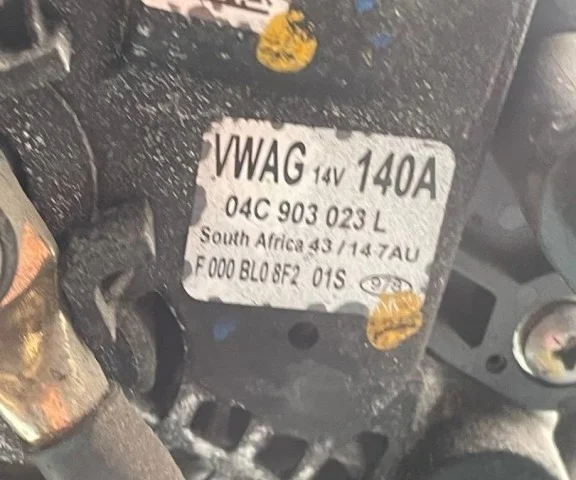 VWAG 14V 140A
04C 903 023 L
South Africa 43/14 7AU
F 000 BL0 8F2 01S